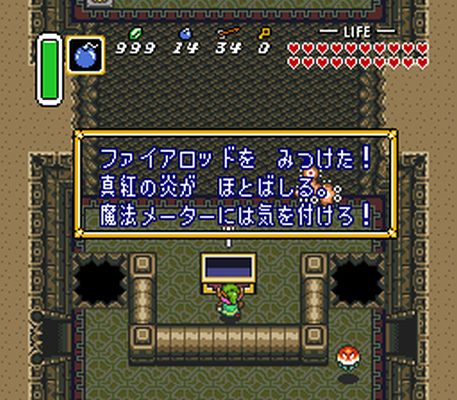 999 14 34 0
— LIFE —
ファイアロッドを みつけた！
真紅の炎が ほとばしる。
魔法メーターには気を付けろ！